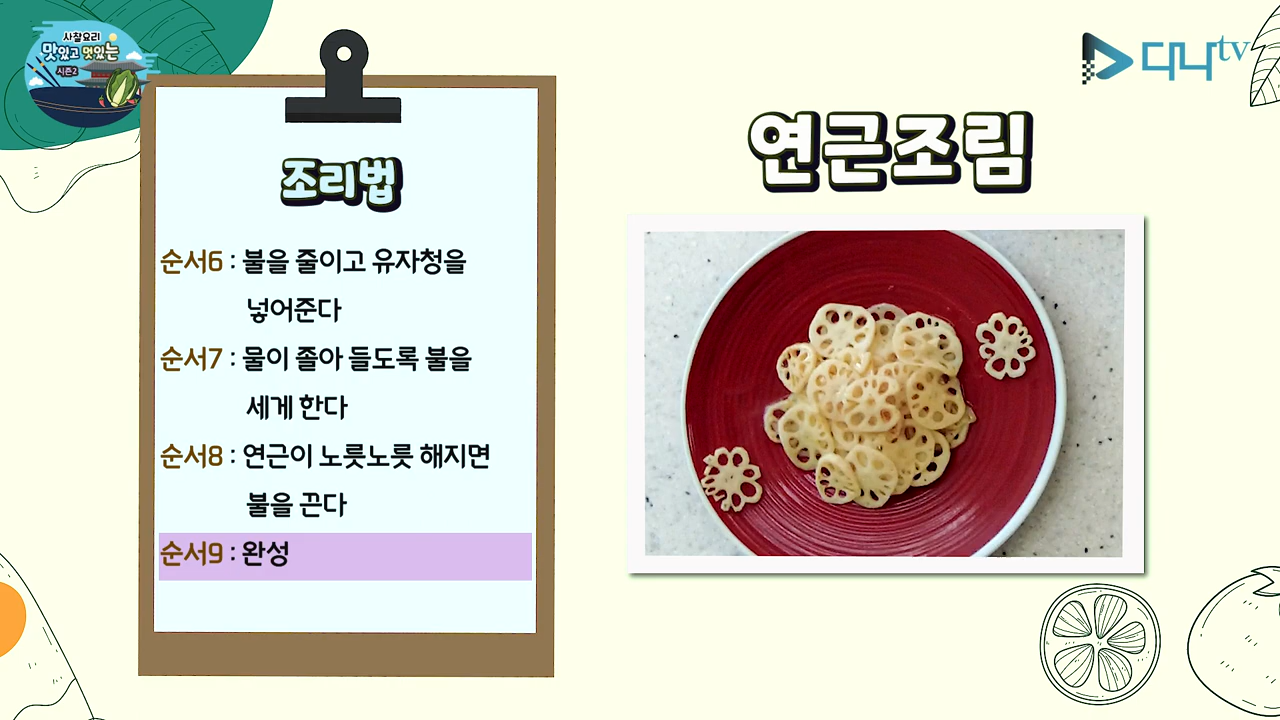 사찰요리
맛있고 멋있는
시즌2
디니tv
연근조림
조리법
순서6 : 불을 줄이고 유자청을
넣어준다
순서7 : 물이 졸아 들도록 불을
세게 한다
순서8 : 연근이 노릇노릇 해지면
불을 끈다
순서9 : 완성